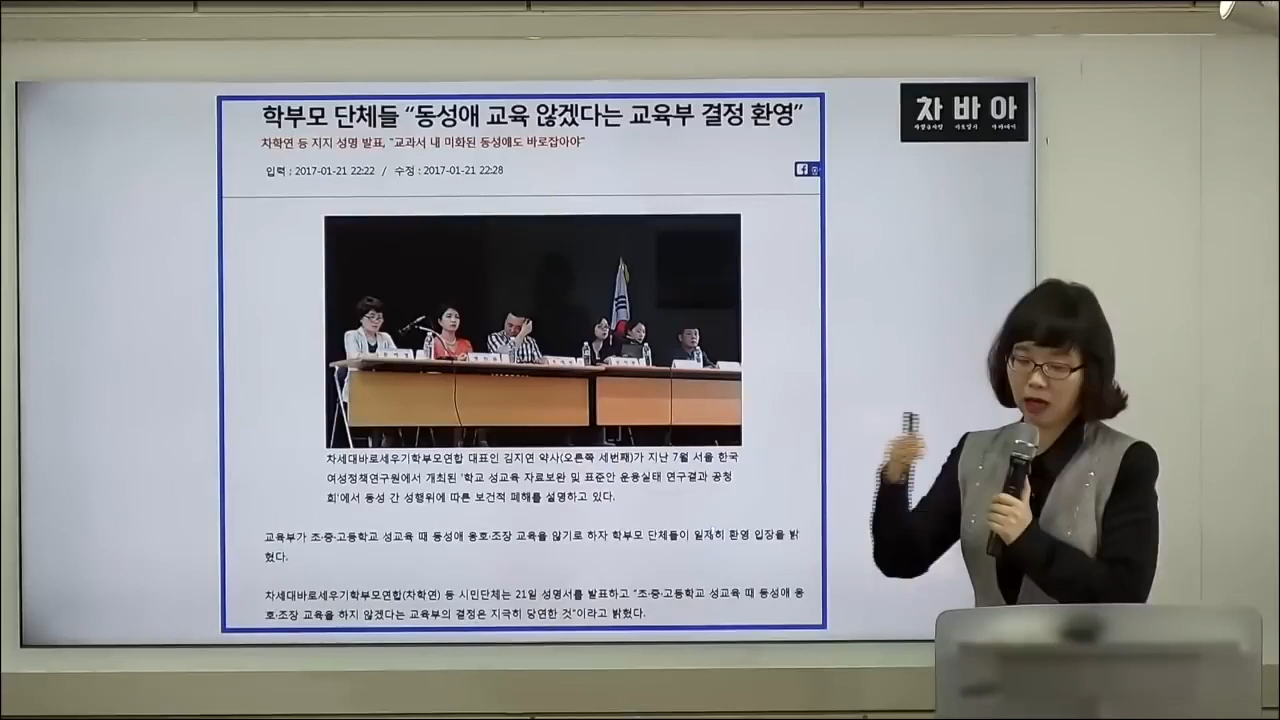 학부모 단체들 “동성애 교육 않겠다는 교육부 결정 환영”
차학연 등 지지 성명 발표, “교과서 내 미화된 동성애도 바로잡아야”
입력 : 2017-01-21 22:22 / 수정 : 2017-01-21 22:28
차 바 아
차세대바로세우기학부모연합 대표인 김지연 약사(오른쪽 세번째)가 지난 7월 서울 한국
여성정책연구원에서 개최된 '학교 성교육 자료보완 및 표준안 운용실태 연구결과 공청
회'에서 동성 간 성행위에 따른 보건적 폐해를 설명하고 있다.
교육부가 초·중·고등학교 성교육 때 동성애 옹호·조장 교육을 않기로 하자 학부모 단체들이 일제히 환영 입장을 밝
혔다.
차세대바로세우기학부모연합(차학연) 등 시민단체는 21일 성명서를 발표하고 “초·중·고등학교 성교육 때 동성애 옹
호·조장 교육을 하지 않겠다는 교육부의 결정은 지극히 당연한 것”이라고 밝혔다.